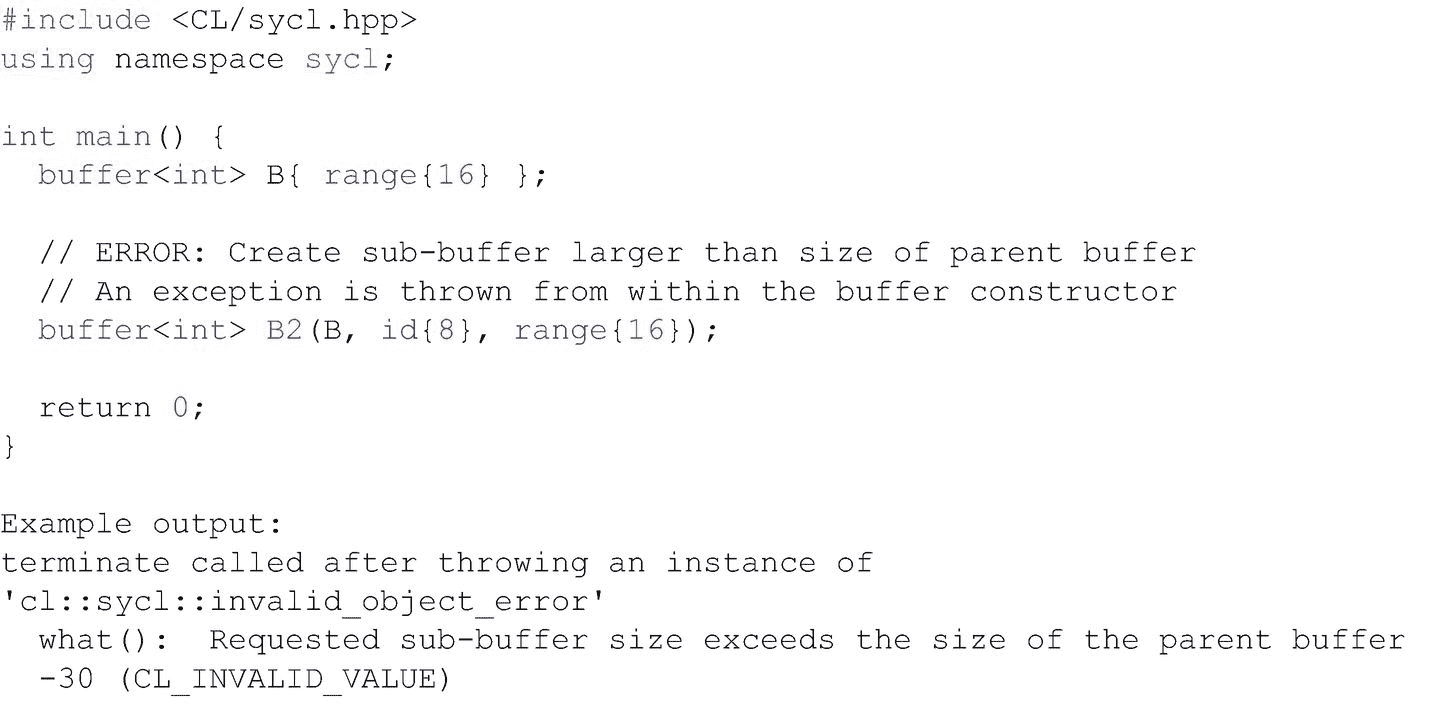 #include <CL/sycl.hpp>
using namespace sycl;
int main() {
buffer<int> B{ range{16} };
// ERROR: Create sub-buffer larger than size of parent buffer
// An exception is thrown from within the buffer constructor
buffer<int> B2(B, id{8}, range{16});
return 0;
}
Example output:
terminate called after throwing an instance of
'cl::sycl::invalid_object_error'
what():  Requested sub-buffer size exceeds the size of the parent buffer
-30 (CL_INVALID_VALUE)